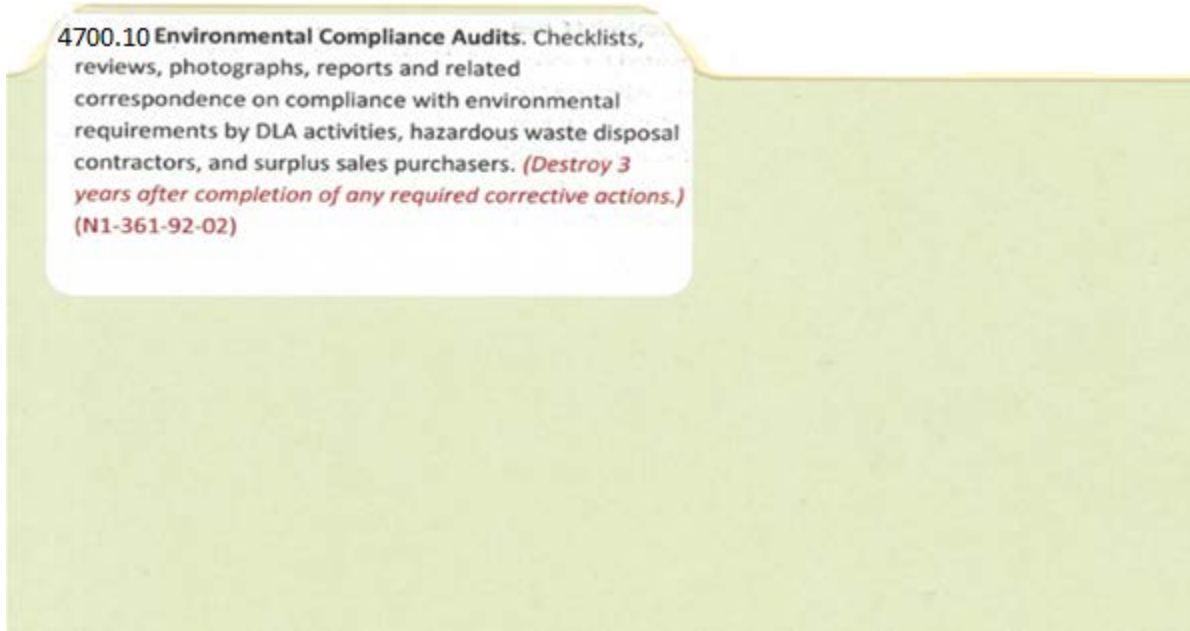 4700.10 Environmental Compliance Audits. Checklists,
reviews, photographs, reports and related
correspondence on compliance with environmental
requirements by DLA activities, hazardous waste disposal
contractors, and surplus sales purchasers. (Destroy 3
years after completion of any required corrective actions.)
(N1-361-92-02)